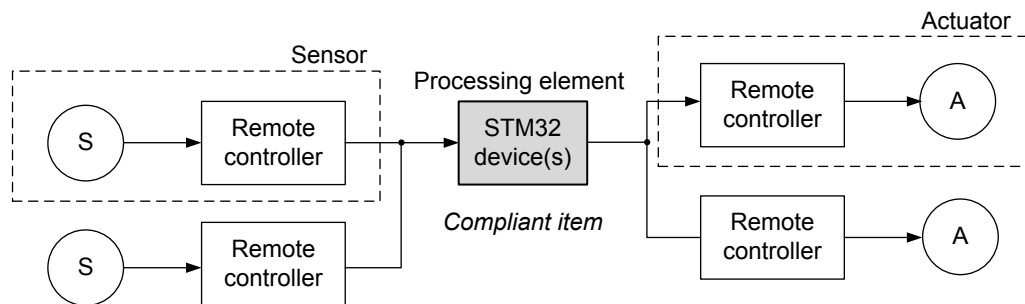 Sensor
Actuator
Processing element
S
Remote
controller
STM32
device(s)
Remote
controller
A
Compliant item
S
Remote
controller
Remote
controller
A